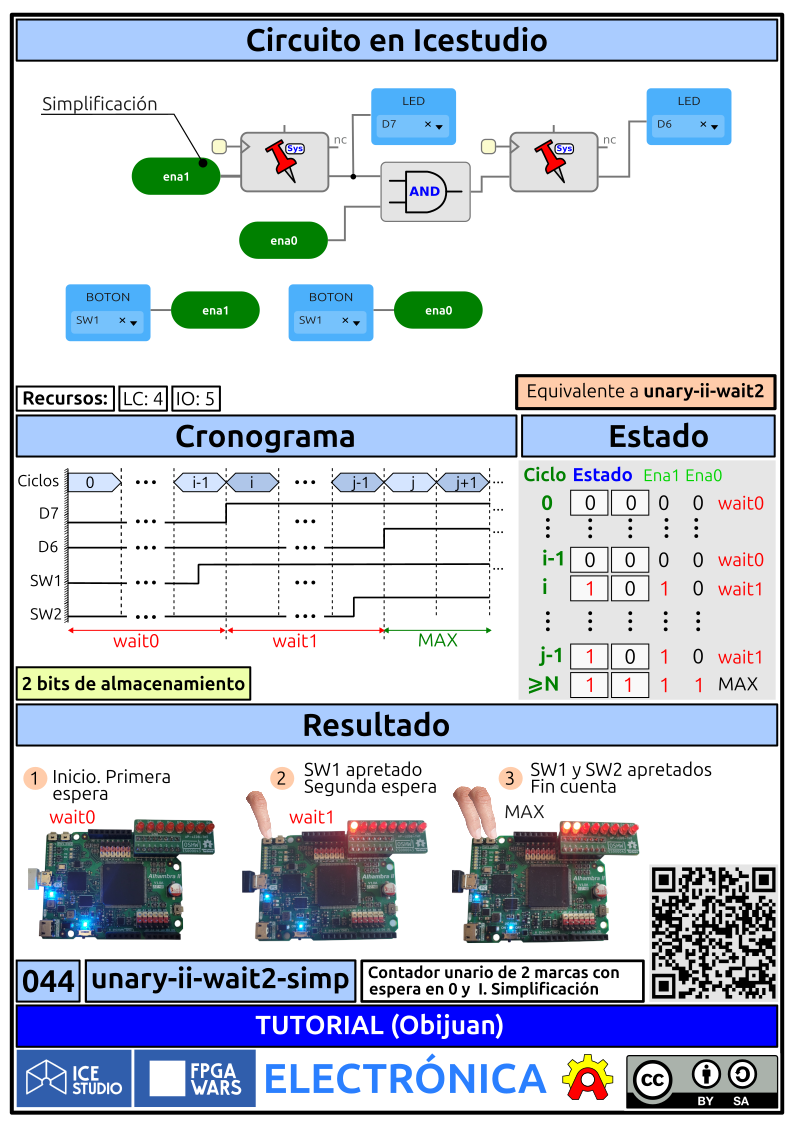 Circuito en Icestudio
Simplificación
LED
D7
LED
D6
Sys
nc
Sys
nc
ena1
AND
ena0
BOTON
SW1
ena1
BOTON
SW1
ena0
Recursos: LC: 4 IO: 5
Equivalente a unary-ii-wait2
Cronograma
Ciclos 0 ... i-1 i ... j-1 j j+1 ...
D7 ... ... ...
D6 ... ... ...
SW1 ... ... ...
SW2 ... ...
wait0 wait1 MAX
2 bits de almacenamiento
Estado
Ciclo Estado Ena1 Ena0
0 0 0 0 0 wait0
i-1 0 0 0 0 wait0
i 1 0 1 0 wait1
j-1 1 0 1 0 wait1
⩾N 1 1 1 1 MAX
Resultado
1 Inicio. Primera
espera
wait0
2 SW1 apretado
Segunda espera
wait1
3 SW1 y SW2 apretados
Fin cuenta
MAX
Alhambra II
Alhambra II
Alhambra II
044 unary-ii-wait2-simp
Contador unario de 2 marcas con
espera en 0 y I. Simplificación
TUTORIAL (Obijuan)
ICE
STUDIO
FPGA
WARS
ELECTRÓNICA
CC
BY SA